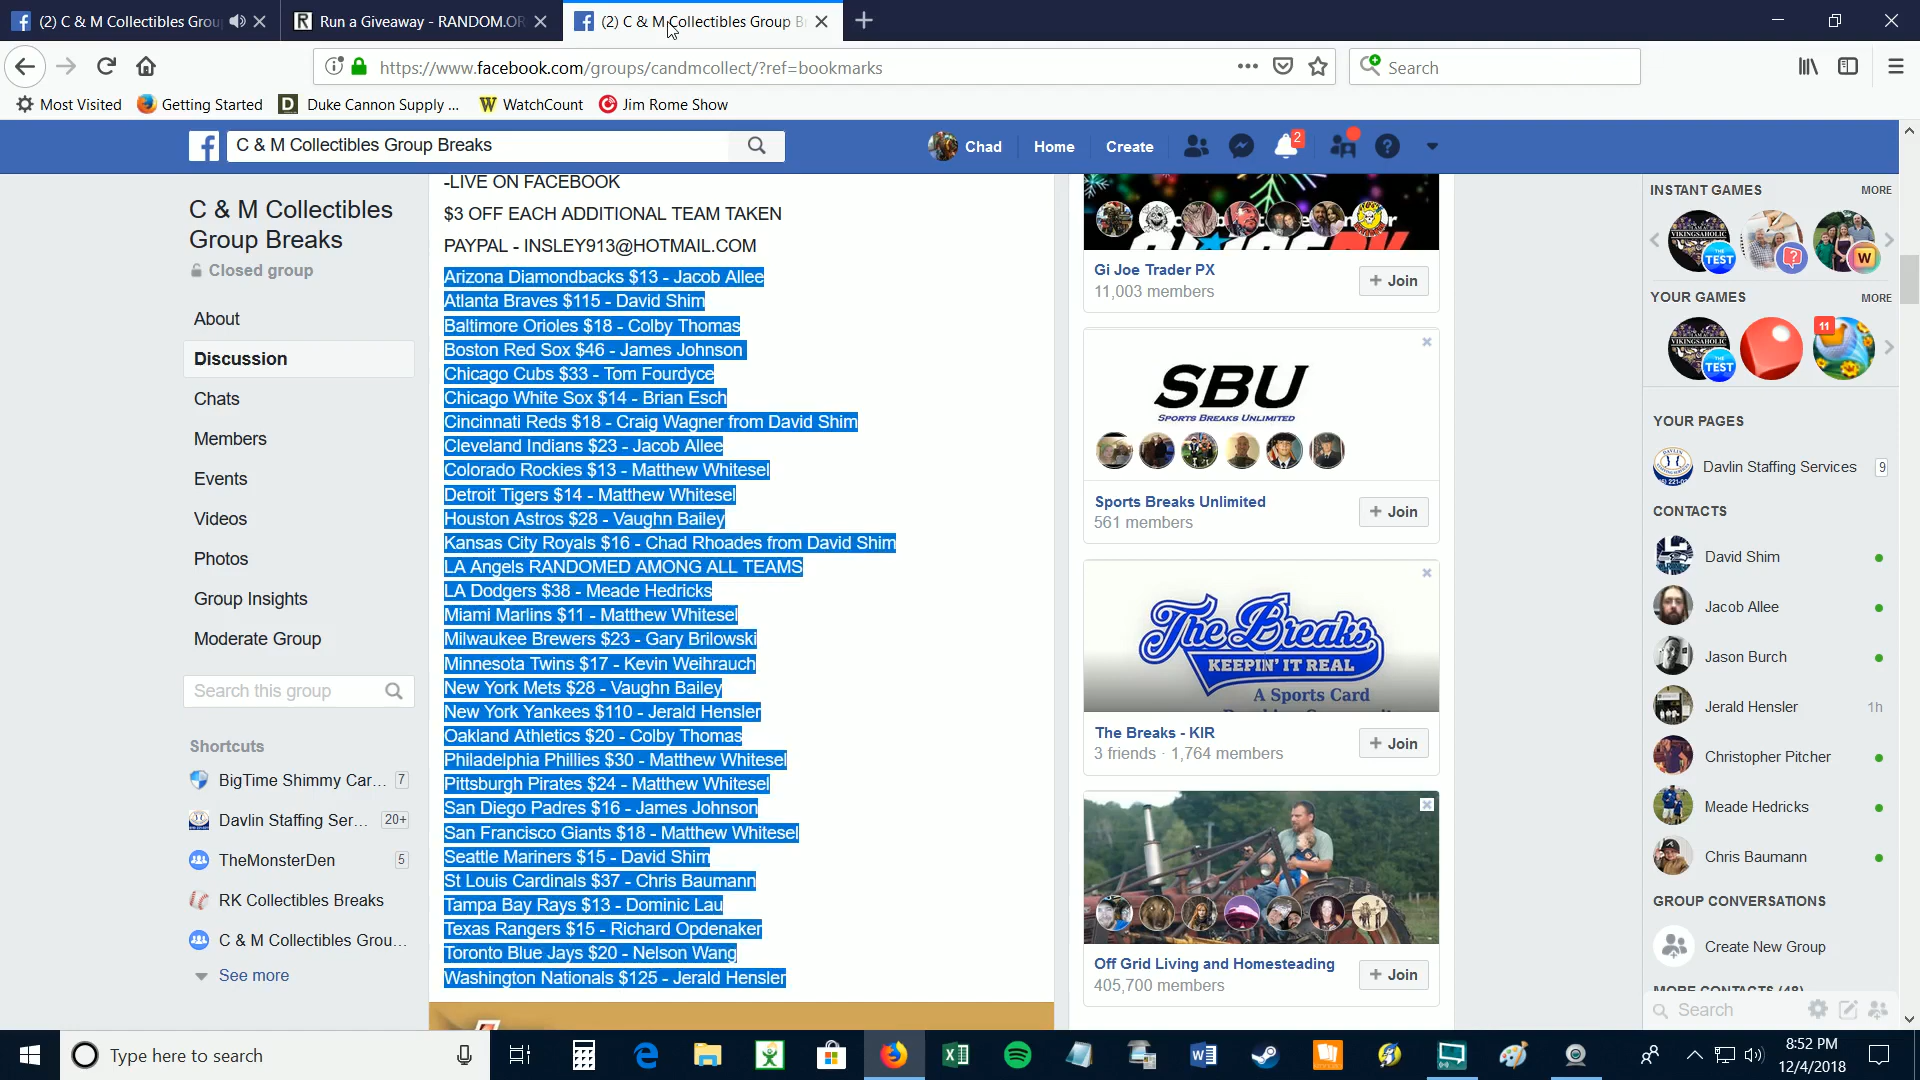 (2) C & M Collectibles Grou
Run a Giveaway - RANDOM.OR
(2) C & M Collectibles Group B
https://www.facebook.com/groups/candmcollect/?ref=bookmarks
Search
Most Visited
Getting Started
Duke Cannon Supply ...
WatchCount
Jim Rome Show
C & M Collectibles Group Breaks
Chad
Home
Create
2
C & M Collectibles
Group Breaks
Closed group
About
Discussion
Chats
Members
Events
Videos
Photos
Group Insights
Moderate Group
Search this group
Shortcuts
BigTime Shimmy Car... 7
Davlin Staffing Ser... 20+
TheMonsterDen 5
RK Collectibles Breaks
C & M Collectibles Grou...
See more
-LIVE ON FACEBOOK
$3 OFF EACH ADDITIONAL TEAM TAKEN
PAYPAL - INSLEY913@HOTMAIL.COM
Arizona Diamondbacks $13 - Jacob Allee
Atlanta Braves $115 - David Shim
Baltimore Orioles $18 - Colby Thomas
Boston Red Sox $46 - James Johnson
Chicago Cubs $33 - Tom Fourdyce
Chicago White Sox $14 - Brian Esch
Cincinnati Reds $18 - Craig Wagner from David Shim
Cleveland Indians $23 - Jacob Allee
Colorado Rockies $13 - Matthew Whitesel
Detroit Tigers $14 - Matthew Whitesel
Houston Astros $28 - Vaughn Bailey
Kansas City Royals $16 - Chad Rhoades from David Shim
LA Angels RANDOMED AMONG ALL TEAMS
LA Dodgers $38 - Meade Hedricks
Miami Marlins $11 - Matthew Whitesel
Milwaukee Brewers $23 - Gary Brilowski
Minnesota Twins $17 - Kevin Weihrauch
New York Mets $28 - Vaughn Bailey
New York Yankees $110 - Jerald Hensler
Oakland Athletics $20 - Colby Thomas
Philadelphia Phillies $30 - Matthew Whitesel
Pittsburgh Pirates $24 - Matthew Whitesel
San Diego Padres $16 - James Johnson
San Francisco Giants $18 - Matthew Whitesel
Seattle Mariners $15 - David Shim
St Louis Cardinals $37 - Chris Baumann
Tampa Bay Rays $13 - Dominic Lau
Texas Rangers $15 - Richard Opdenaker
Toronto Blue Jays $20 - Nelson Wang
Washington Nationals $125 - Jerald Hensler
Gi Joe Trader PX
11,003 members
+ Join
SBU
SPORTS BREAKS UNLIMITED
Sports Breaks Unlimited
561 members
+ Join
The Breaks
KEEPIN' IT REAL
A Sports Card
The Breaks - KIR
3 friends · 1,764 members
+ Join
Off Grid Living and Homesteading
405,700 members
+ Join
INSTANT GAMES MORE
THE TEST
W
YOUR GAMES MORE
THE TEST
11
YOUR PAGES
Davlin Staffing Services 9
CONTACTS
David Shim
Jacob Allee
Jason Burch
Jerald Hensler 1h
Christopher Pitcher
Meade Hedricks
Chris Baumann
GROUP CONVERSATIONS
Create New Group
MORE CONTACTS (48)
Search
Type here to search
8:52 PM
12/4/2018